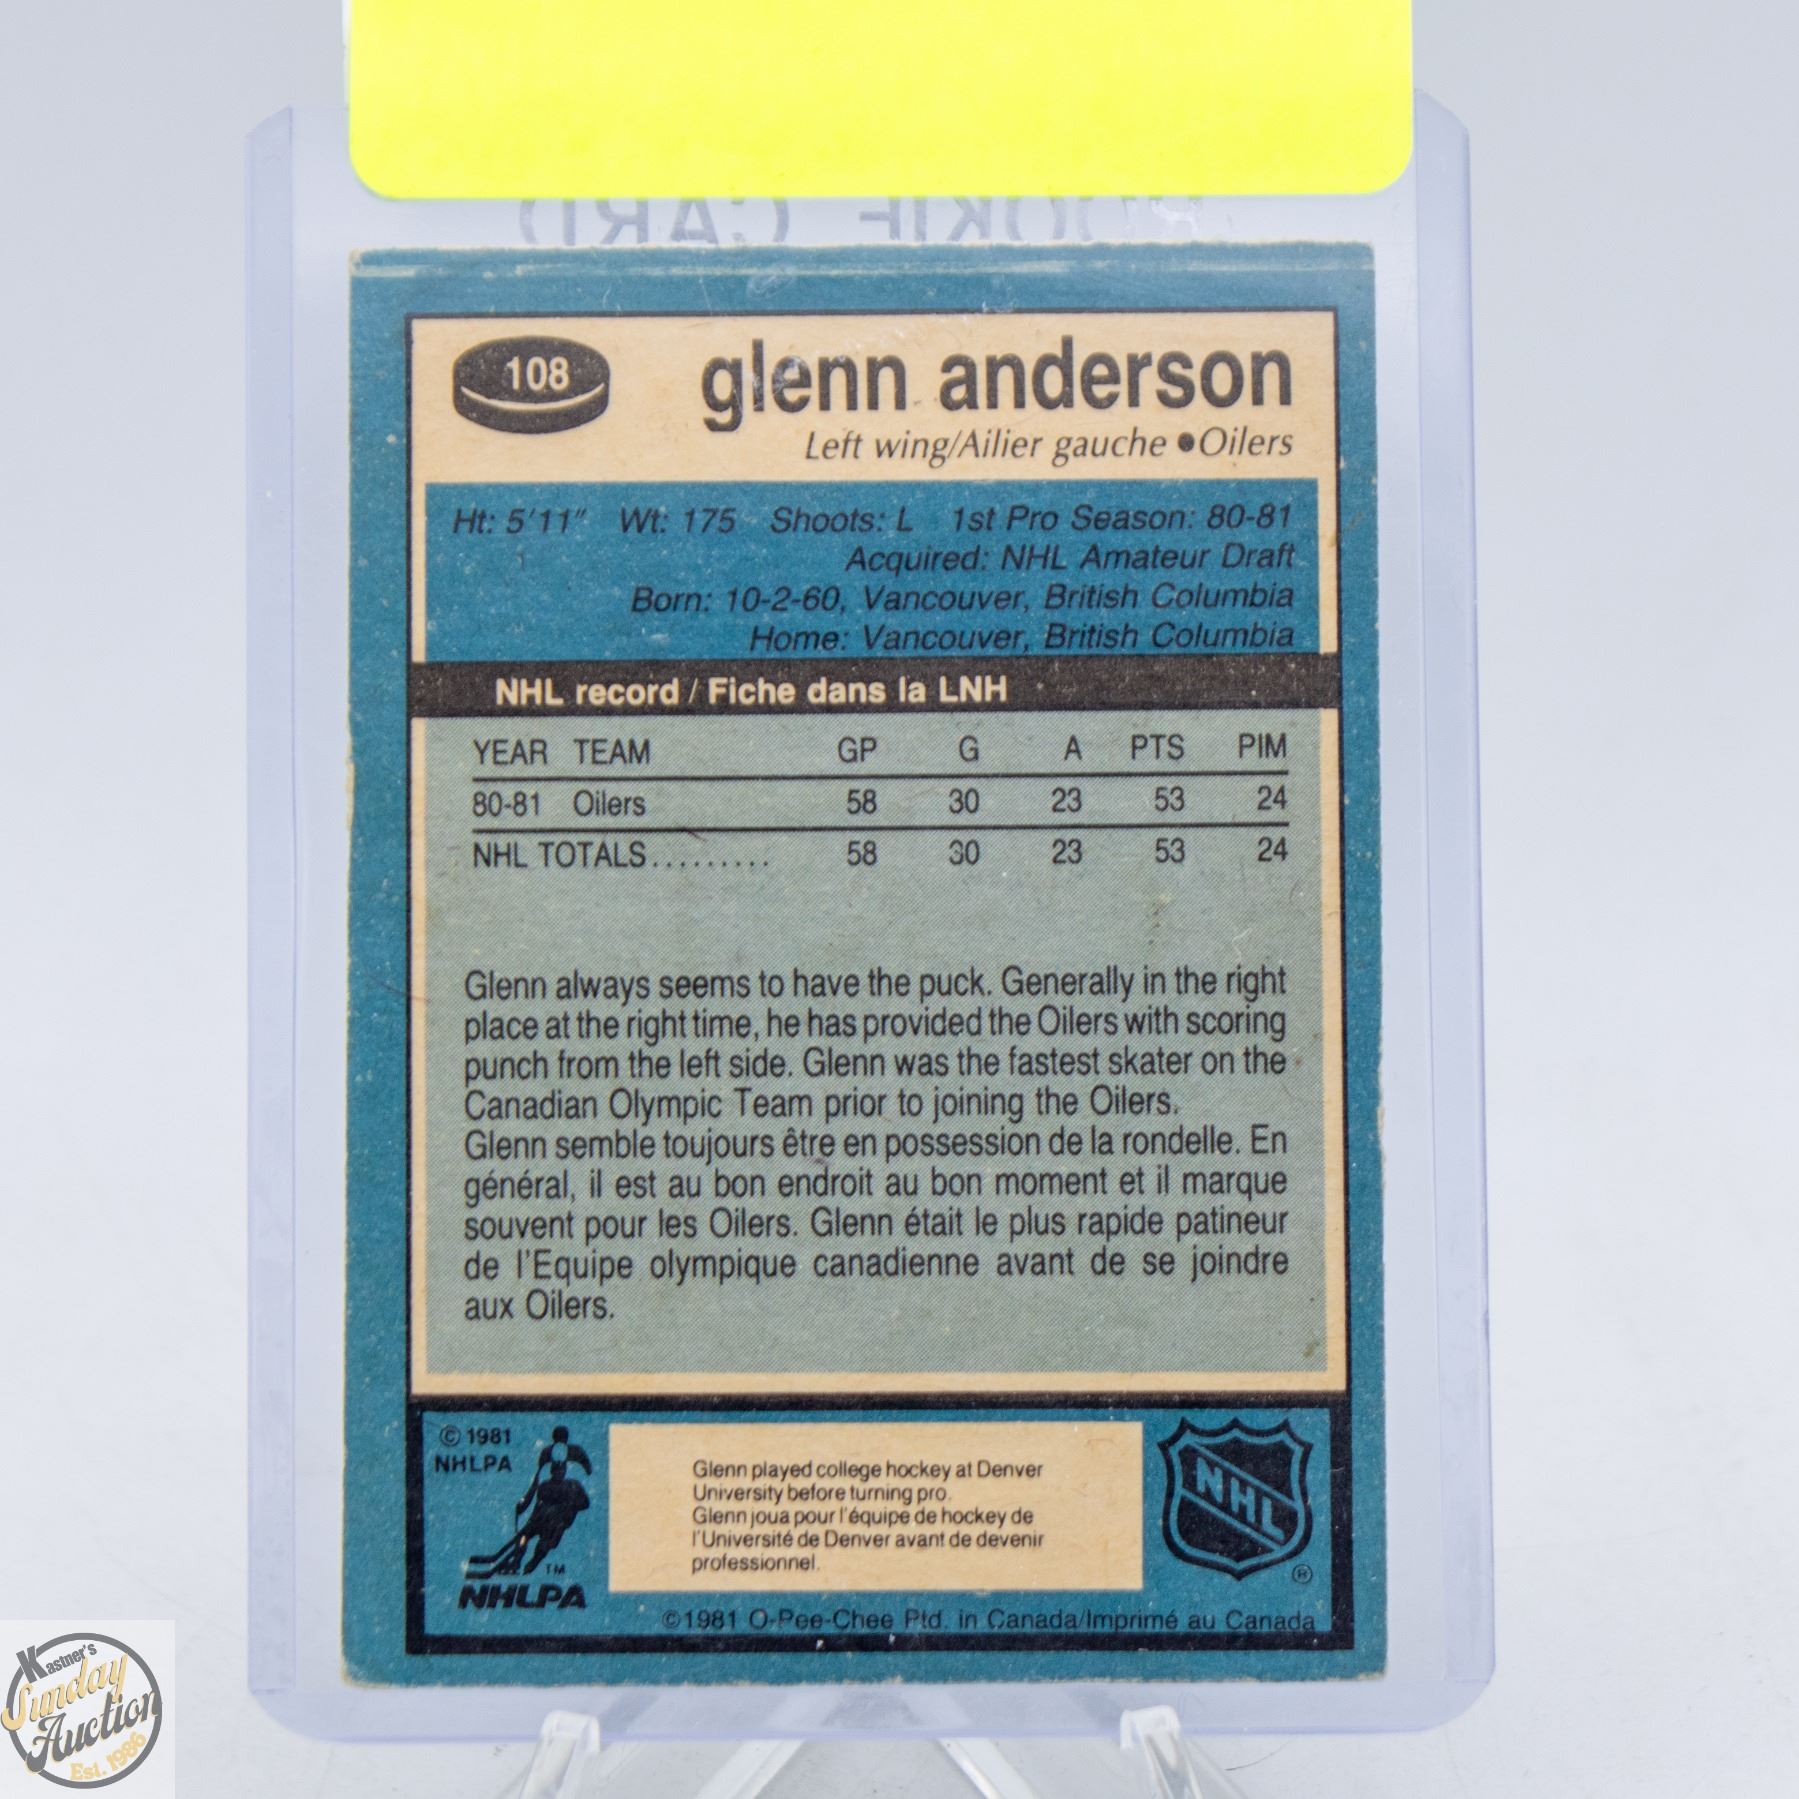 ROOKIE CARD
108
glenn anderson
Left wing/Ailier gauche ● Oilers
Ht: 5'11" Wt: 175 Shoots: L 1st Pro Season: 80-81
Acquired: NHL Amateur Draft
Born: 10-2-60, Vancouver, British Columbia
Home: Vancouver, British Columbia
NHL record / Fiche dans la LNH
YEAR TEAM GP G A PTS PIM
80-81 Oilers 58 30 23 53 24
NHL TOTALS......... 58 30 23 53 24
Glenn always seems to have the puck. Generally in the right
place at the right time, he has provided the Oilers with scoring
punch from the left side. Glenn was the fastest skater on the
Canadian Olympic Team prior to joining the Oilers.
Glenn semble toujours être en possession de la rondelle. En
général, il est au bon endroit au bon moment et il marque
souvent pour les Oilers. Glenn était le plus rapide patineur
de l'Equipe olympique canadienne avant de se joindre
aux Oilers.
© 1981
NHLPA
TM
NHLPA
Glenn played college hockey at Denver
University before turning pro.
Glenn joua pour l'équipe de hockey de
l'Université de Denver avant de devenir
professionnel.
NHL
®
©1981 O-Pee-Chee Ptd. in Canada/Imprimé au Canada
Kastner's
Sunday
Auction
Est. 1986